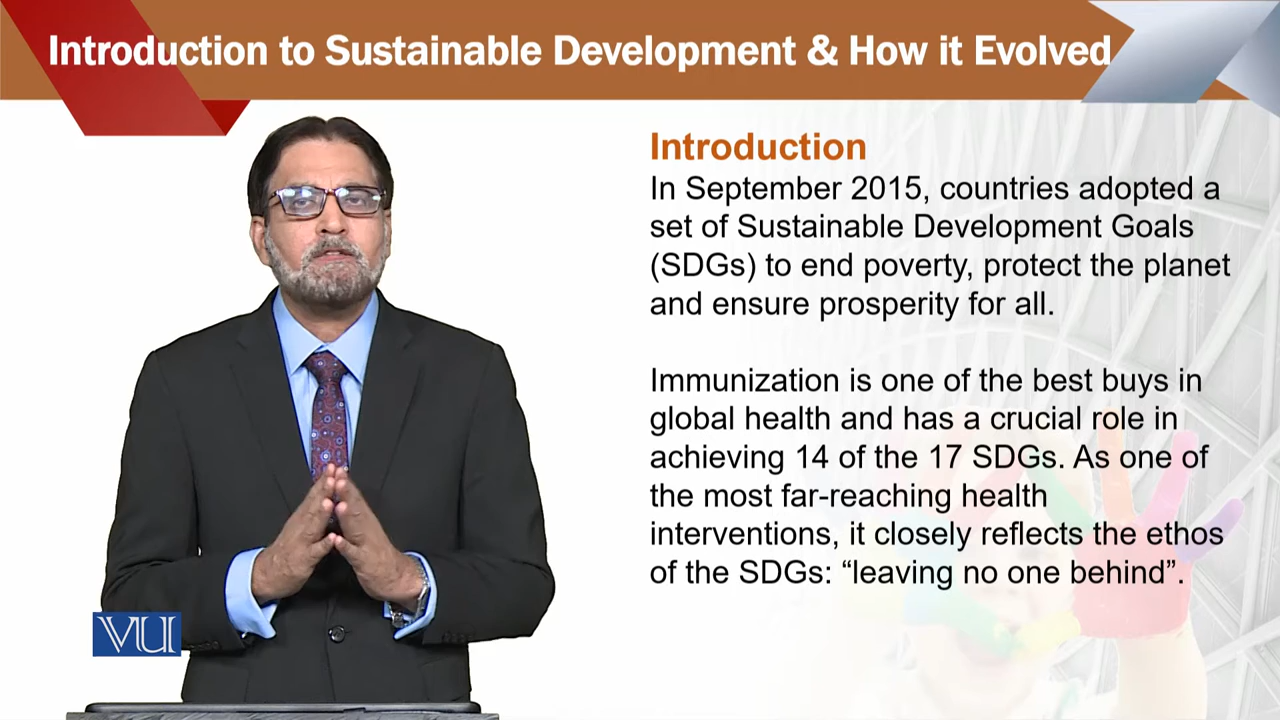 Introduction to Sustainable Development & How it Evolved
Introduction
In September 2015, countries adopted a
set of Sustainable Development Goals
(SDGs) to end poverty, protect the planet
and ensure prosperity for all.
Immunization is one of the best buys in
global health and has a crucial role in
achieving 14 of the 17 SDGs. As one of
the most far-reaching health
interventions, it closely reflects the ethos
of the SDGs: “leaving no one behind”.
VU